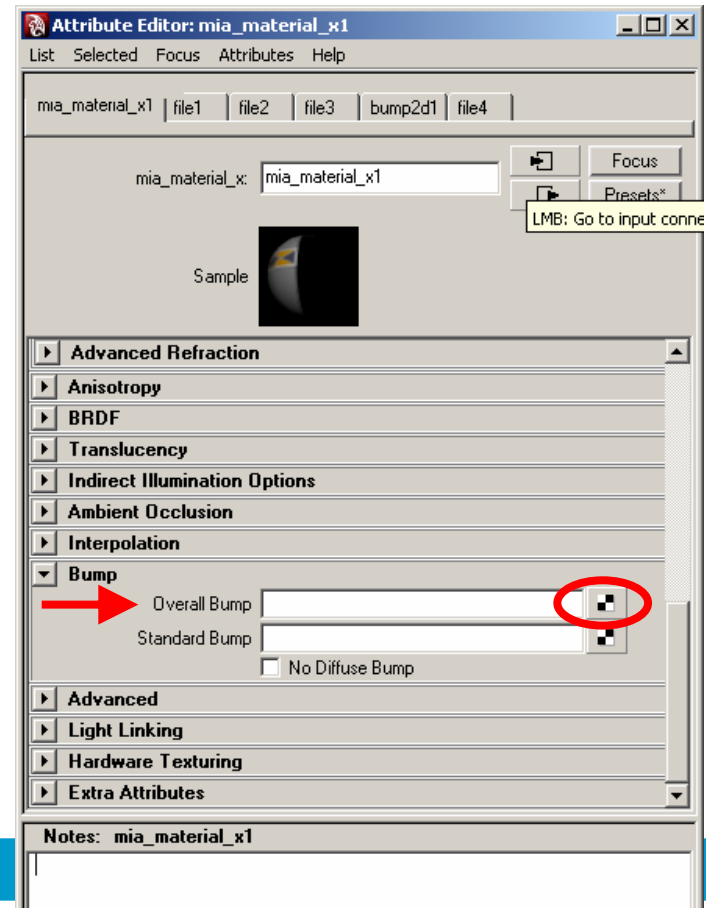 Attribute Editor: mia_material_x1
List Selected Focus Attributes Help
mia_material_x1 file1 file2 file3 bump2d1 file4
mia_material_x: mia_material_x1 Focus
Presets*
LMB: Go to input conne
Sample
Advanced Refraction
Anisotropy
BRDF
Translucency
Indirect Illumination Options
Ambient Occlusion
Interpolation
Bump
Overall Bump
Standard Bump
No Diffuse Bump
Advanced
Light Linking
Hardware Texturing
Extra Attributes
Notes: mia_material_x1